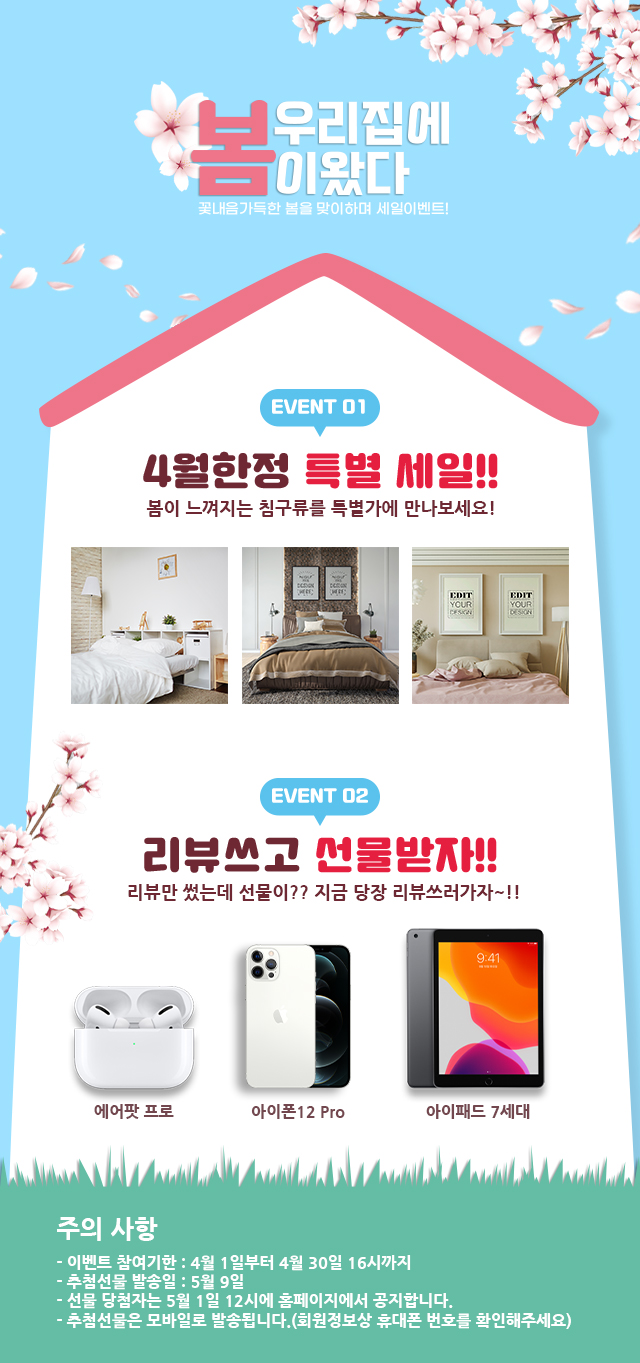 봄 우리집에
이왔다
꽃내음가득한 봄을 맞이하며 세일이벤트!
EVENT 01
4월한정 특별 세일!!
봄이 느껴지는 침구류를 특별가에 만나보세요!
EDIT
YOUR
DESIGN
EDIT
YOUR
DESIGN
EVENT 02
리뷰쓰고 선물받자!!
리뷰만 썼는데 선물이?? 지금 당장 리뷰쓰러가자~!!
9:41
에어팟 프로
아이폰12 Pro
아이패드 7세대
주의 사항
- 이벤트 참여기한 : 4월 1일부터 4월 30일 16시까지
- 추첨선물 발송일 : 5월 9일
- 선물 당첨자는 5월 1일 12시에 홈페이지에서 공지합니다.
- 추첨선물은 모바일로 발송됩니다.(회원정보상 휴대폰 번호를 확인해주세요)